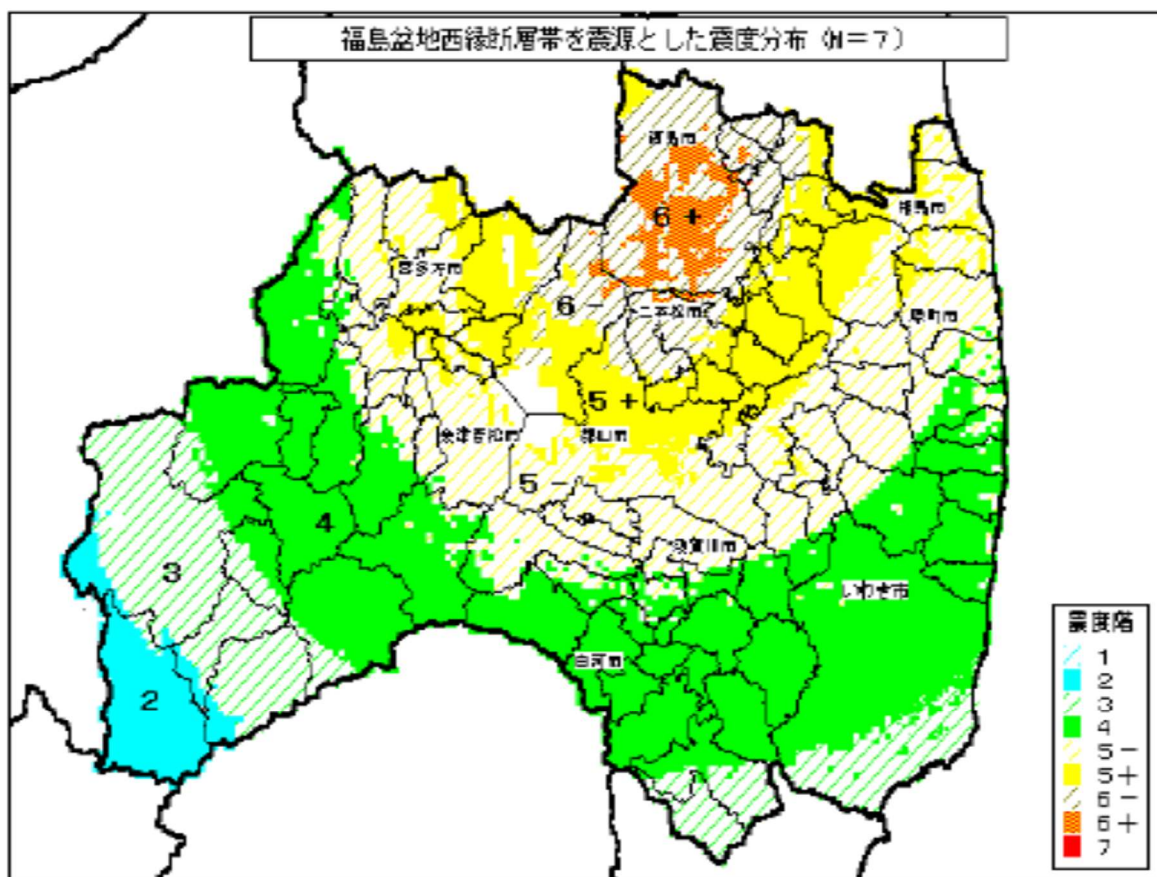 福島盆地西縁断層帯を震源とした震度分布(M=7)
福島市
6+
相馬市
喜多方市
6-
二本松市
原町市
5+
会津若松市
郡山市
5-
4
須賀川市
3
いわき市
白河市
2
震度階
1
2
3
4
5-
5+
6-
6+
7